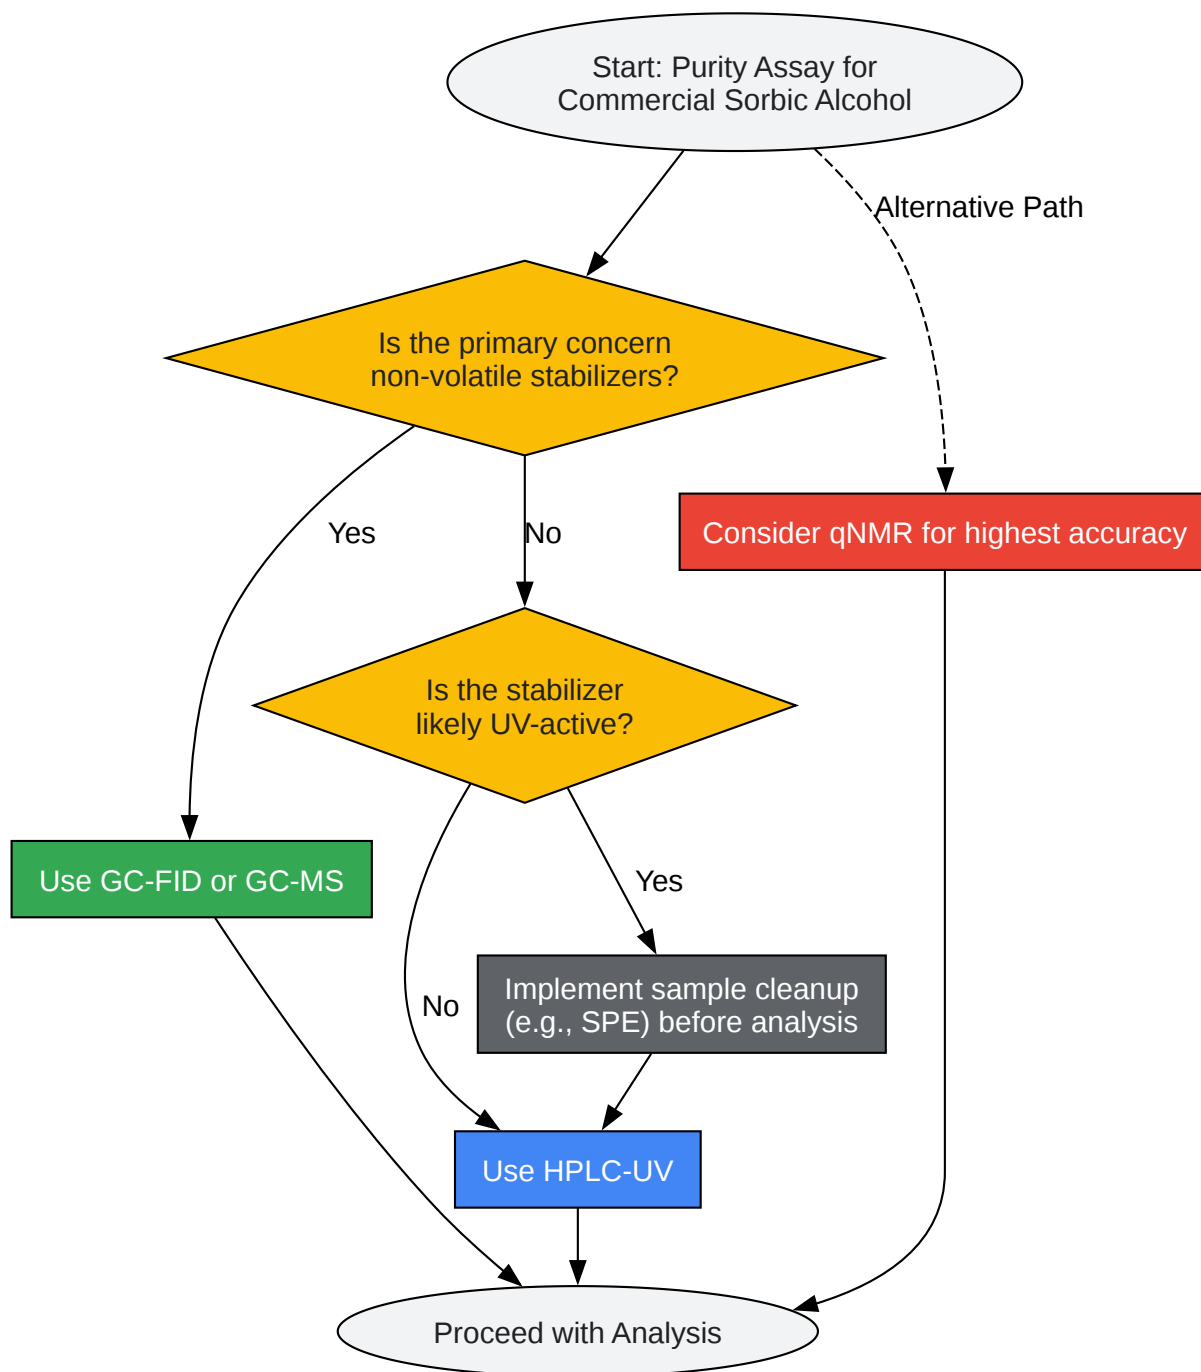 Start: Purity Assay for
Commercial Sorbic Alcohol
Alternative Path
Is the primary concern
non-volatile stabilizers?
Yes
No
Consider qNMR for highest accuracy
Is the stabilizer
likely UV-active?
Use GC-FID or GC-MS
Yes
No
Implement sample cleanup
(e.g., SPE) before analysis
Use HPLC-UV
Proceed with Analysis